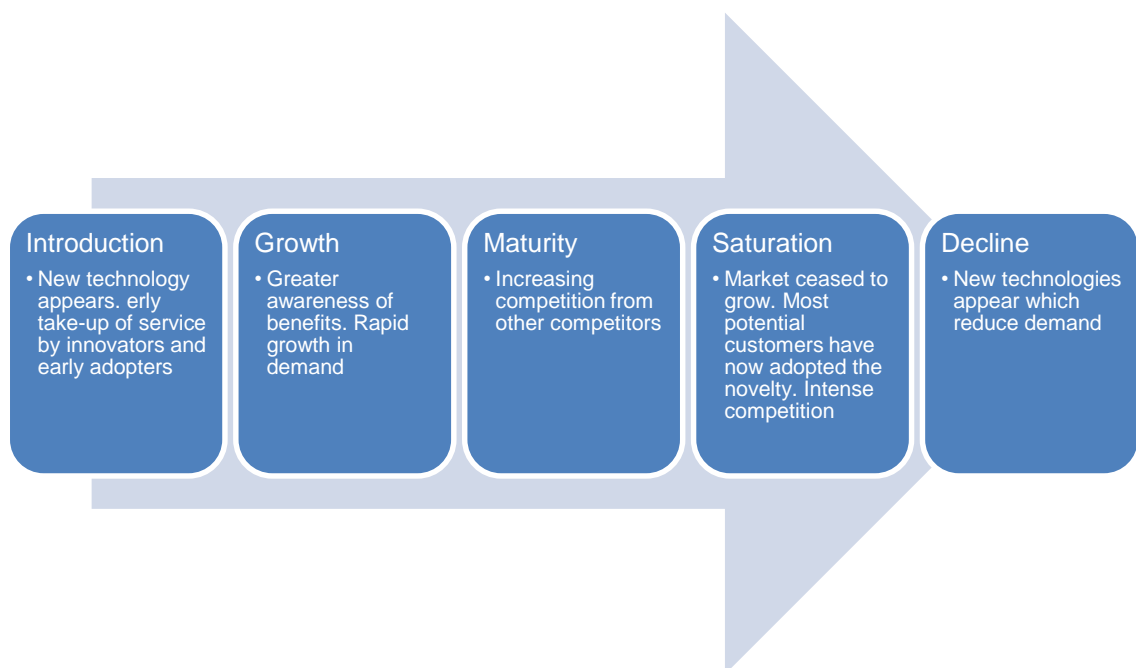 Introduction
• New technology
appears. erly
take-up of service
by innovators and
early adopters
Growth
• Greater
awareness of
benefits. Rapid
growth in
demand
Maturity
• Increasing
competition from
other competitors
Saturation
• Market ceased to
grow. Most
potential
customers have
now adopted the
novelty. Intense
competition
Decline
• New technologies
appear which
reduce demand